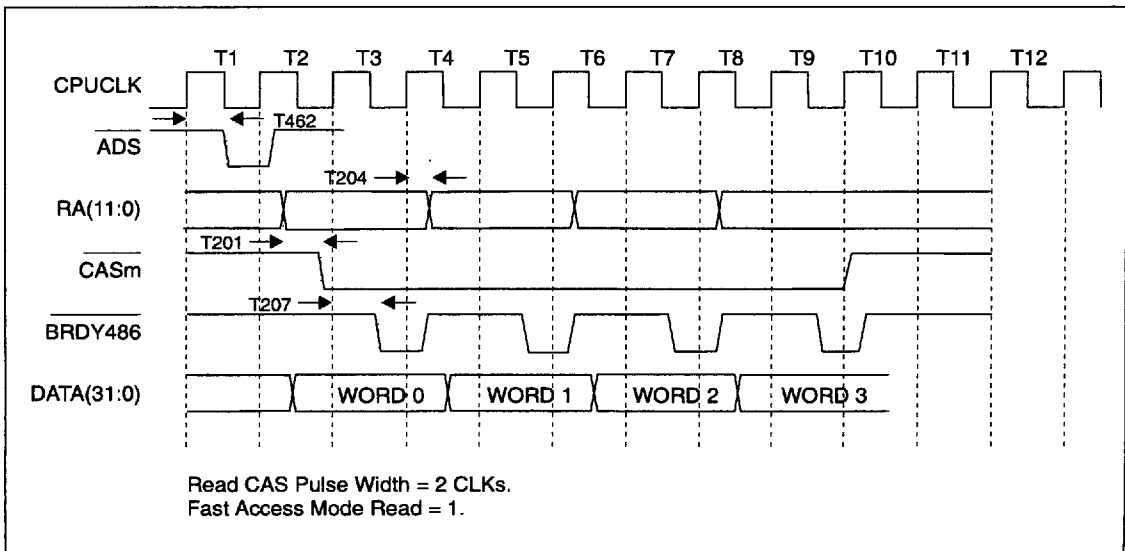 T1 T2 T3 T4 T5 T6 T7 T8 T9 T10 T11 T12
CPUCLK
T462
ADS
T204
RA(11:0)
T201
CASm
T207
BRDY486
DATA(31:0) WORD 0 WORD 1 WORD 2 WORD 3
Read CAS Pulse Width = 2 CLKs.
Fast Access Mode Read = 1.